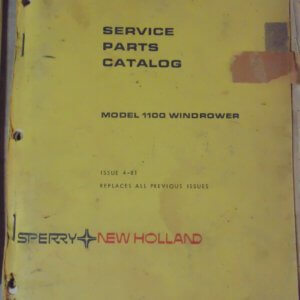 SERVICE
PARTS
CATALOG
MODEL 1100 WINDROWER
ISSUE 4-81
REPLACES ALL PREVIOUS ISSUES
SPERRY NEW HOLLAND